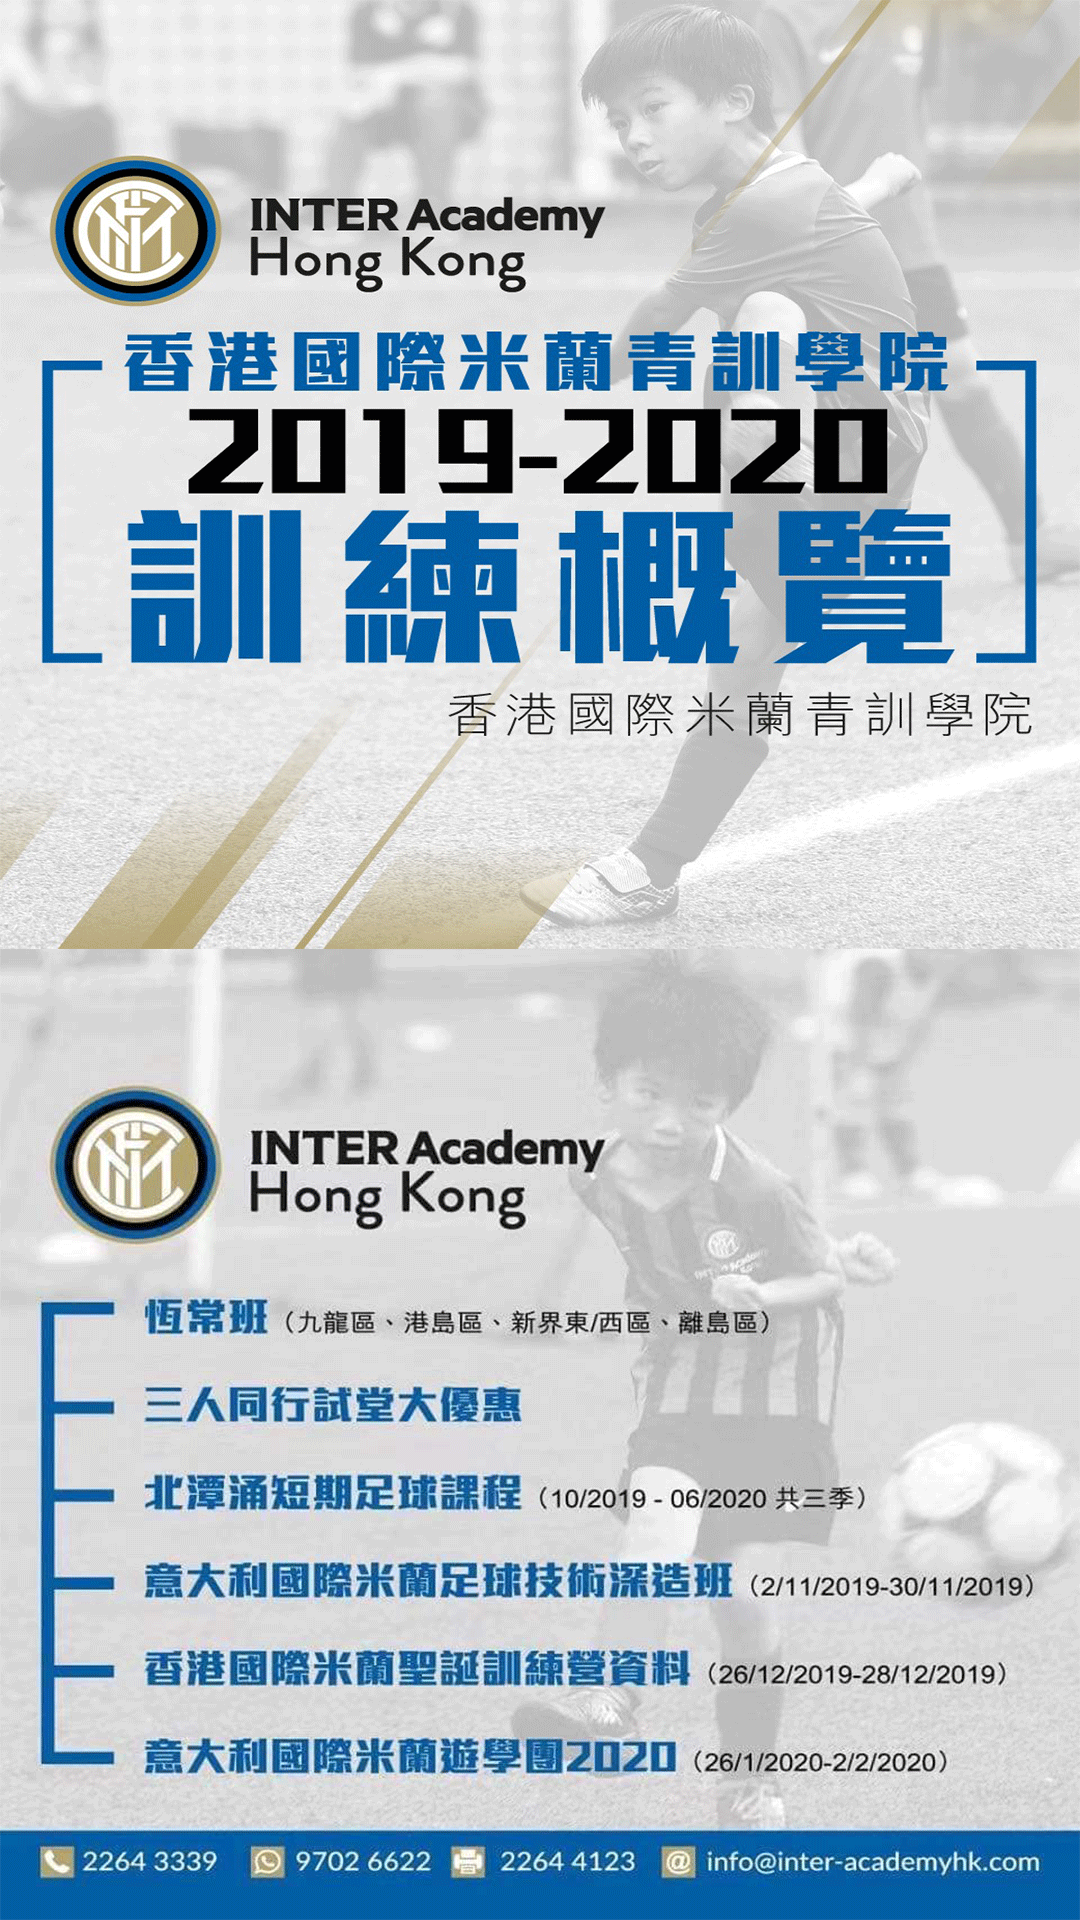 INTER Academy
Hong Kong
香港國際米蘭青訓學院
2019-2020
訓練概覽
香港國際米蘭青訓學院
INTER Academy
Hong Kong
恆常班（九龍區、港島區、新界東/西區、離島區）
三人同行試堂大優惠
北潭涌短期足球課程（10/2019 - 06/2020 共三季）
意大利國際米蘭足球技術深造班（2/11/2019-30/11/2019）
香港國際米蘭聖誕訓練營資料（26/12/2019-28/12/2019）
意大利國際米蘭遊學團2020（26/1/2020-2/2/2020）
2264 3339 9702 6622 2264 4123 @ info@inter-academyhk.com